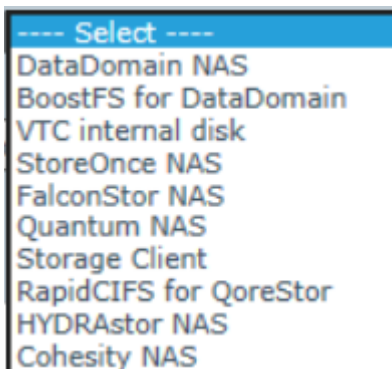 ---- Select ----
DataDomain NAS
BoostFS for DataDomain
VTC internal disk
StoreOnce NAS
FalconStor NAS
Quantum NAS
Storage Client
RapidCIFS for QoreStor
HYDRAstor NAS
Cohesity NAS